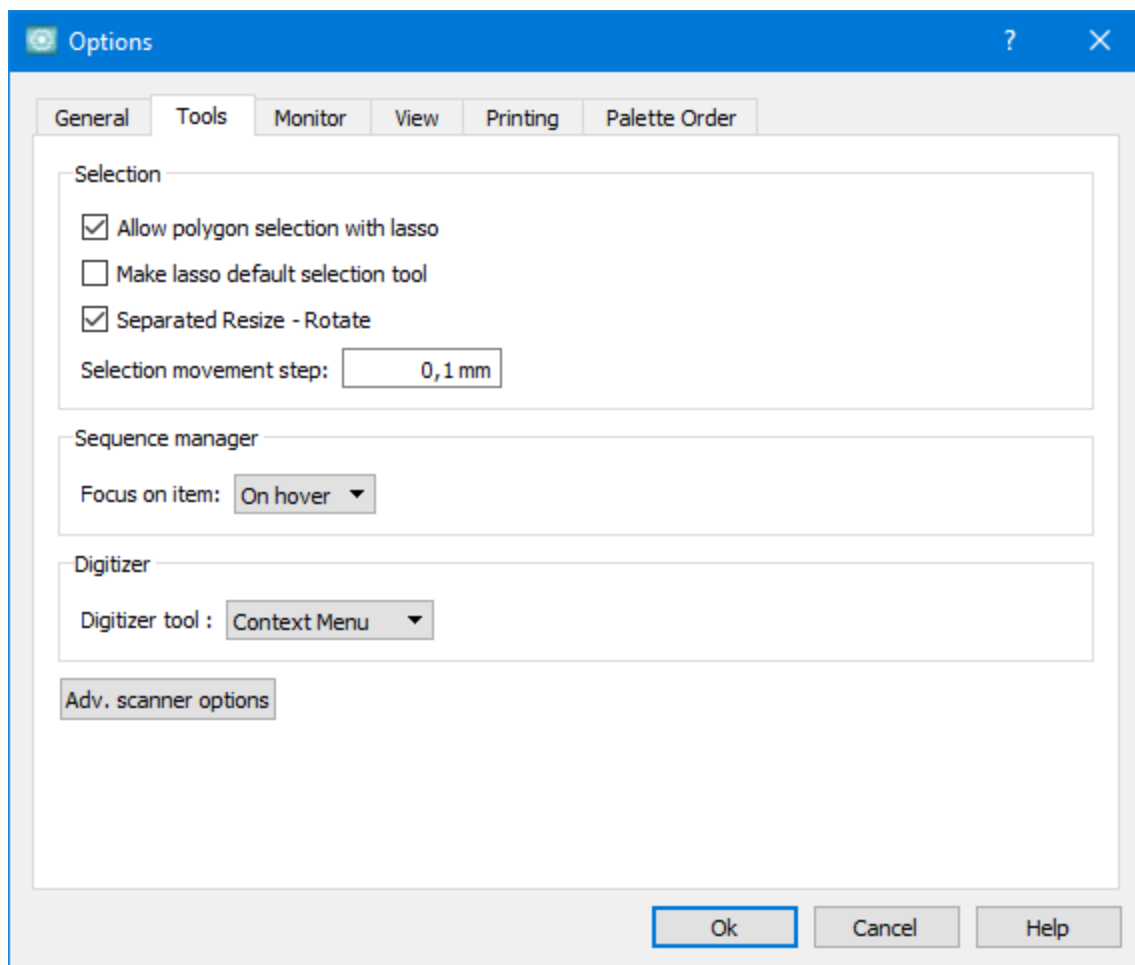 Options ?
General Tools Monitor View Printing Palette Order
Selection
Allow polygon selection with lasso
Make lasso default selection tool
Separated Resize - Rotate
Selection movement step: 0,1 mm
Sequence manager
Focus on item: On hover
Digitizer
Digitizer tool : Context Menu
Adv. scanner options
Ok Cancel Help